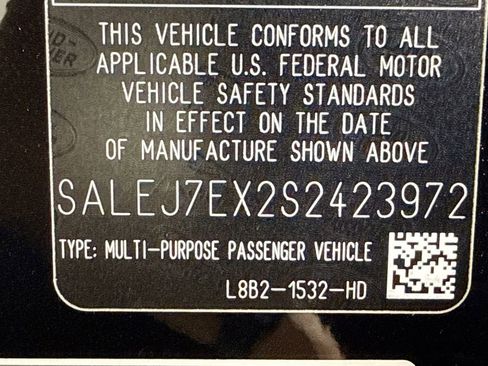 THIS VEHICLE CONFORMS TO ALL
APPLICABLE U.S. FEDERAL MOTOR
VEHICLE SAFETY STANDARDS
IN EFFECT ON THE DATE
OF MANUFACTURE SHOWN ABOVE
SALEJ7EX2S2423972
TYPE: MULTI-PURPOSE PASSENGER VEHICLE
L8B2-1532-HD